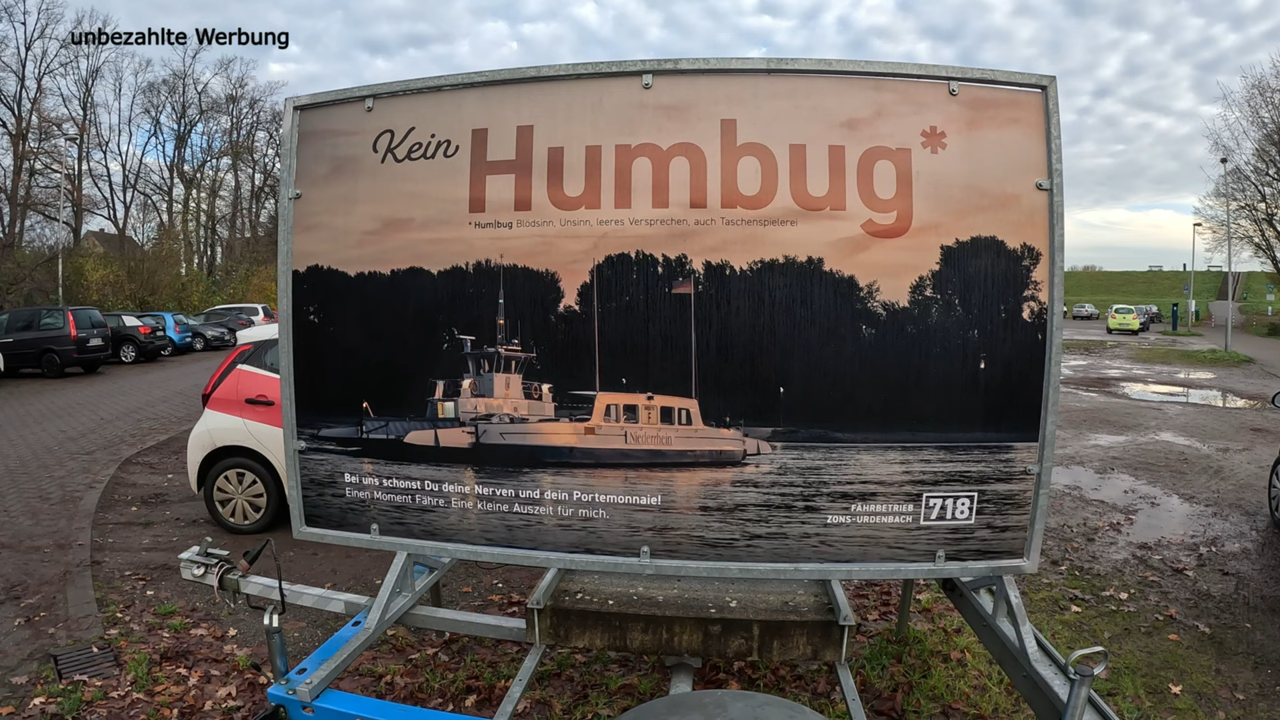 unbezahlte Werbung
Kein Humbug*
* Hum|bug Blödsinn, Unsinn, leeres Versprechen, auch Taschenspielerei
Niederrhein
Bei uns schonst Du deine Nerven und dein Portemonnaie!
Einen Moment Fähre. Eine kleine Auszeit für mich.
FÄHRBETRIEB
ZONS-URDENBACH
718